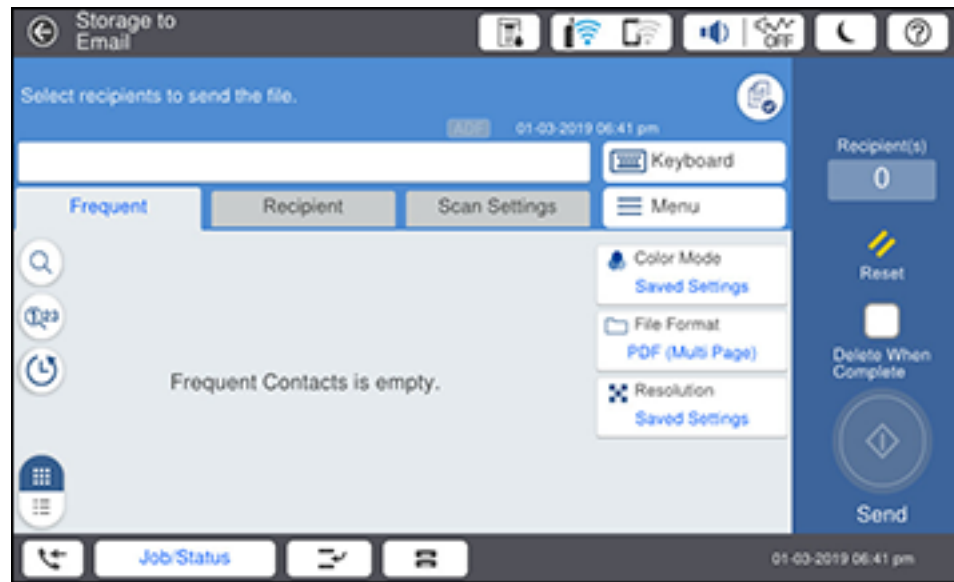 Storage to
Email
OFF
Select recipients to send the file.
ADF 01-03-2019 06:41 pm
Keyboard
Recipient(s)
0
Frequent Recipient Scan Settings Menu
Color Mode
Saved Settings
Reset
123
File Format
PDF (Multi Page)
Delete When
Complete
Frequent Contacts is empty.
Resolution
Saved Settings
Send
Job/Status
01-03-2019 06:41 pm